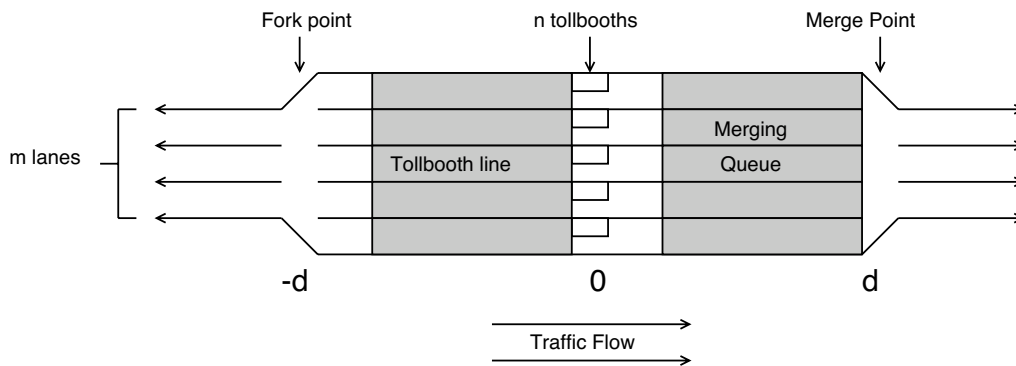 Fork point
n tollbooths
Merge Point
m lanes
Tollbooth line
Merging
Queue
-d
0
d
Traffic Flow